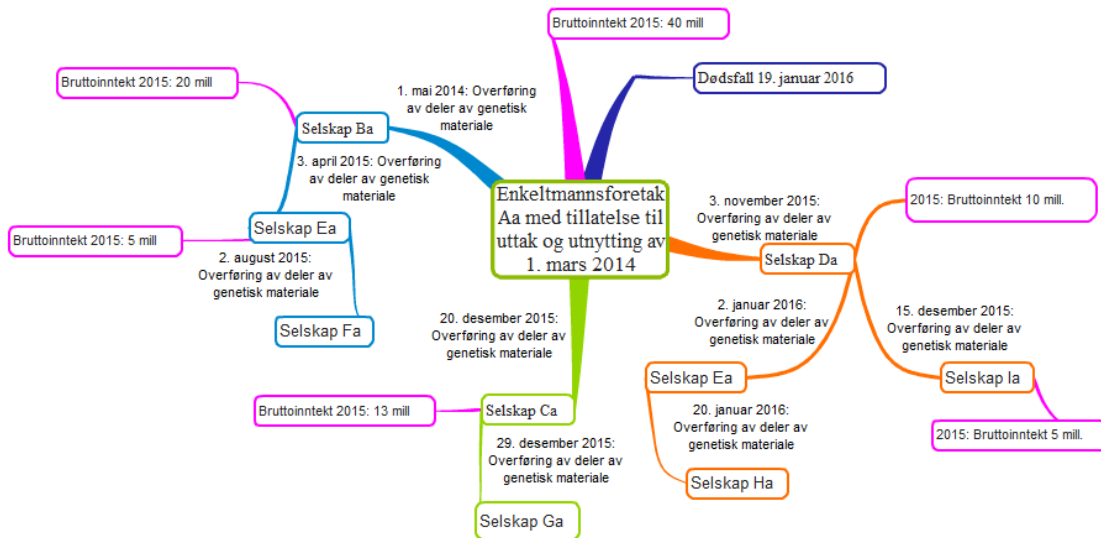 Bruttoinntekt 2015: 40 mill
Dødsfall 19. januar 2016
Bruttoinntekt 2015: 20 mill
1. mai 2014: Overføring
av deler av genetisk
materiale
Selskap Ba
3. april 2015: Overføring
av deler av genetisk
materiale
Selskap Ea
Bruttoinntekt 2015: 5 mill
2. august 2015:
Overføring av deler av
genetisk materiale
Selskap Fa
Enkeltmannsforetak
Aa med tillatelse til
uttak og utnytting av
1. mars 2014
3. november 2015:
Overføring av deler av
genetisk materiale
Selskap Da
2015: Bruttoinntekt 10 mill.
2. januar 2016:
Overføring av deler av
genetisk materiale
15. desember 2015:
Overføring av deler av
genetisk materiale
Selskap Ea
Selskap Ia
20. januar 2016:
Overføring av deler av
genetisk materiale
2015: Bruttoinntekt 5 mill.
Selskap Ha
20. desember 2015:
Overføring av deler av
genetisk materiale
Bruttoinntekt 2015: 13 mill
Selskap Ca
29. desember 2015:
Overføring av deler av
genetisk materiale
Selskap Ga